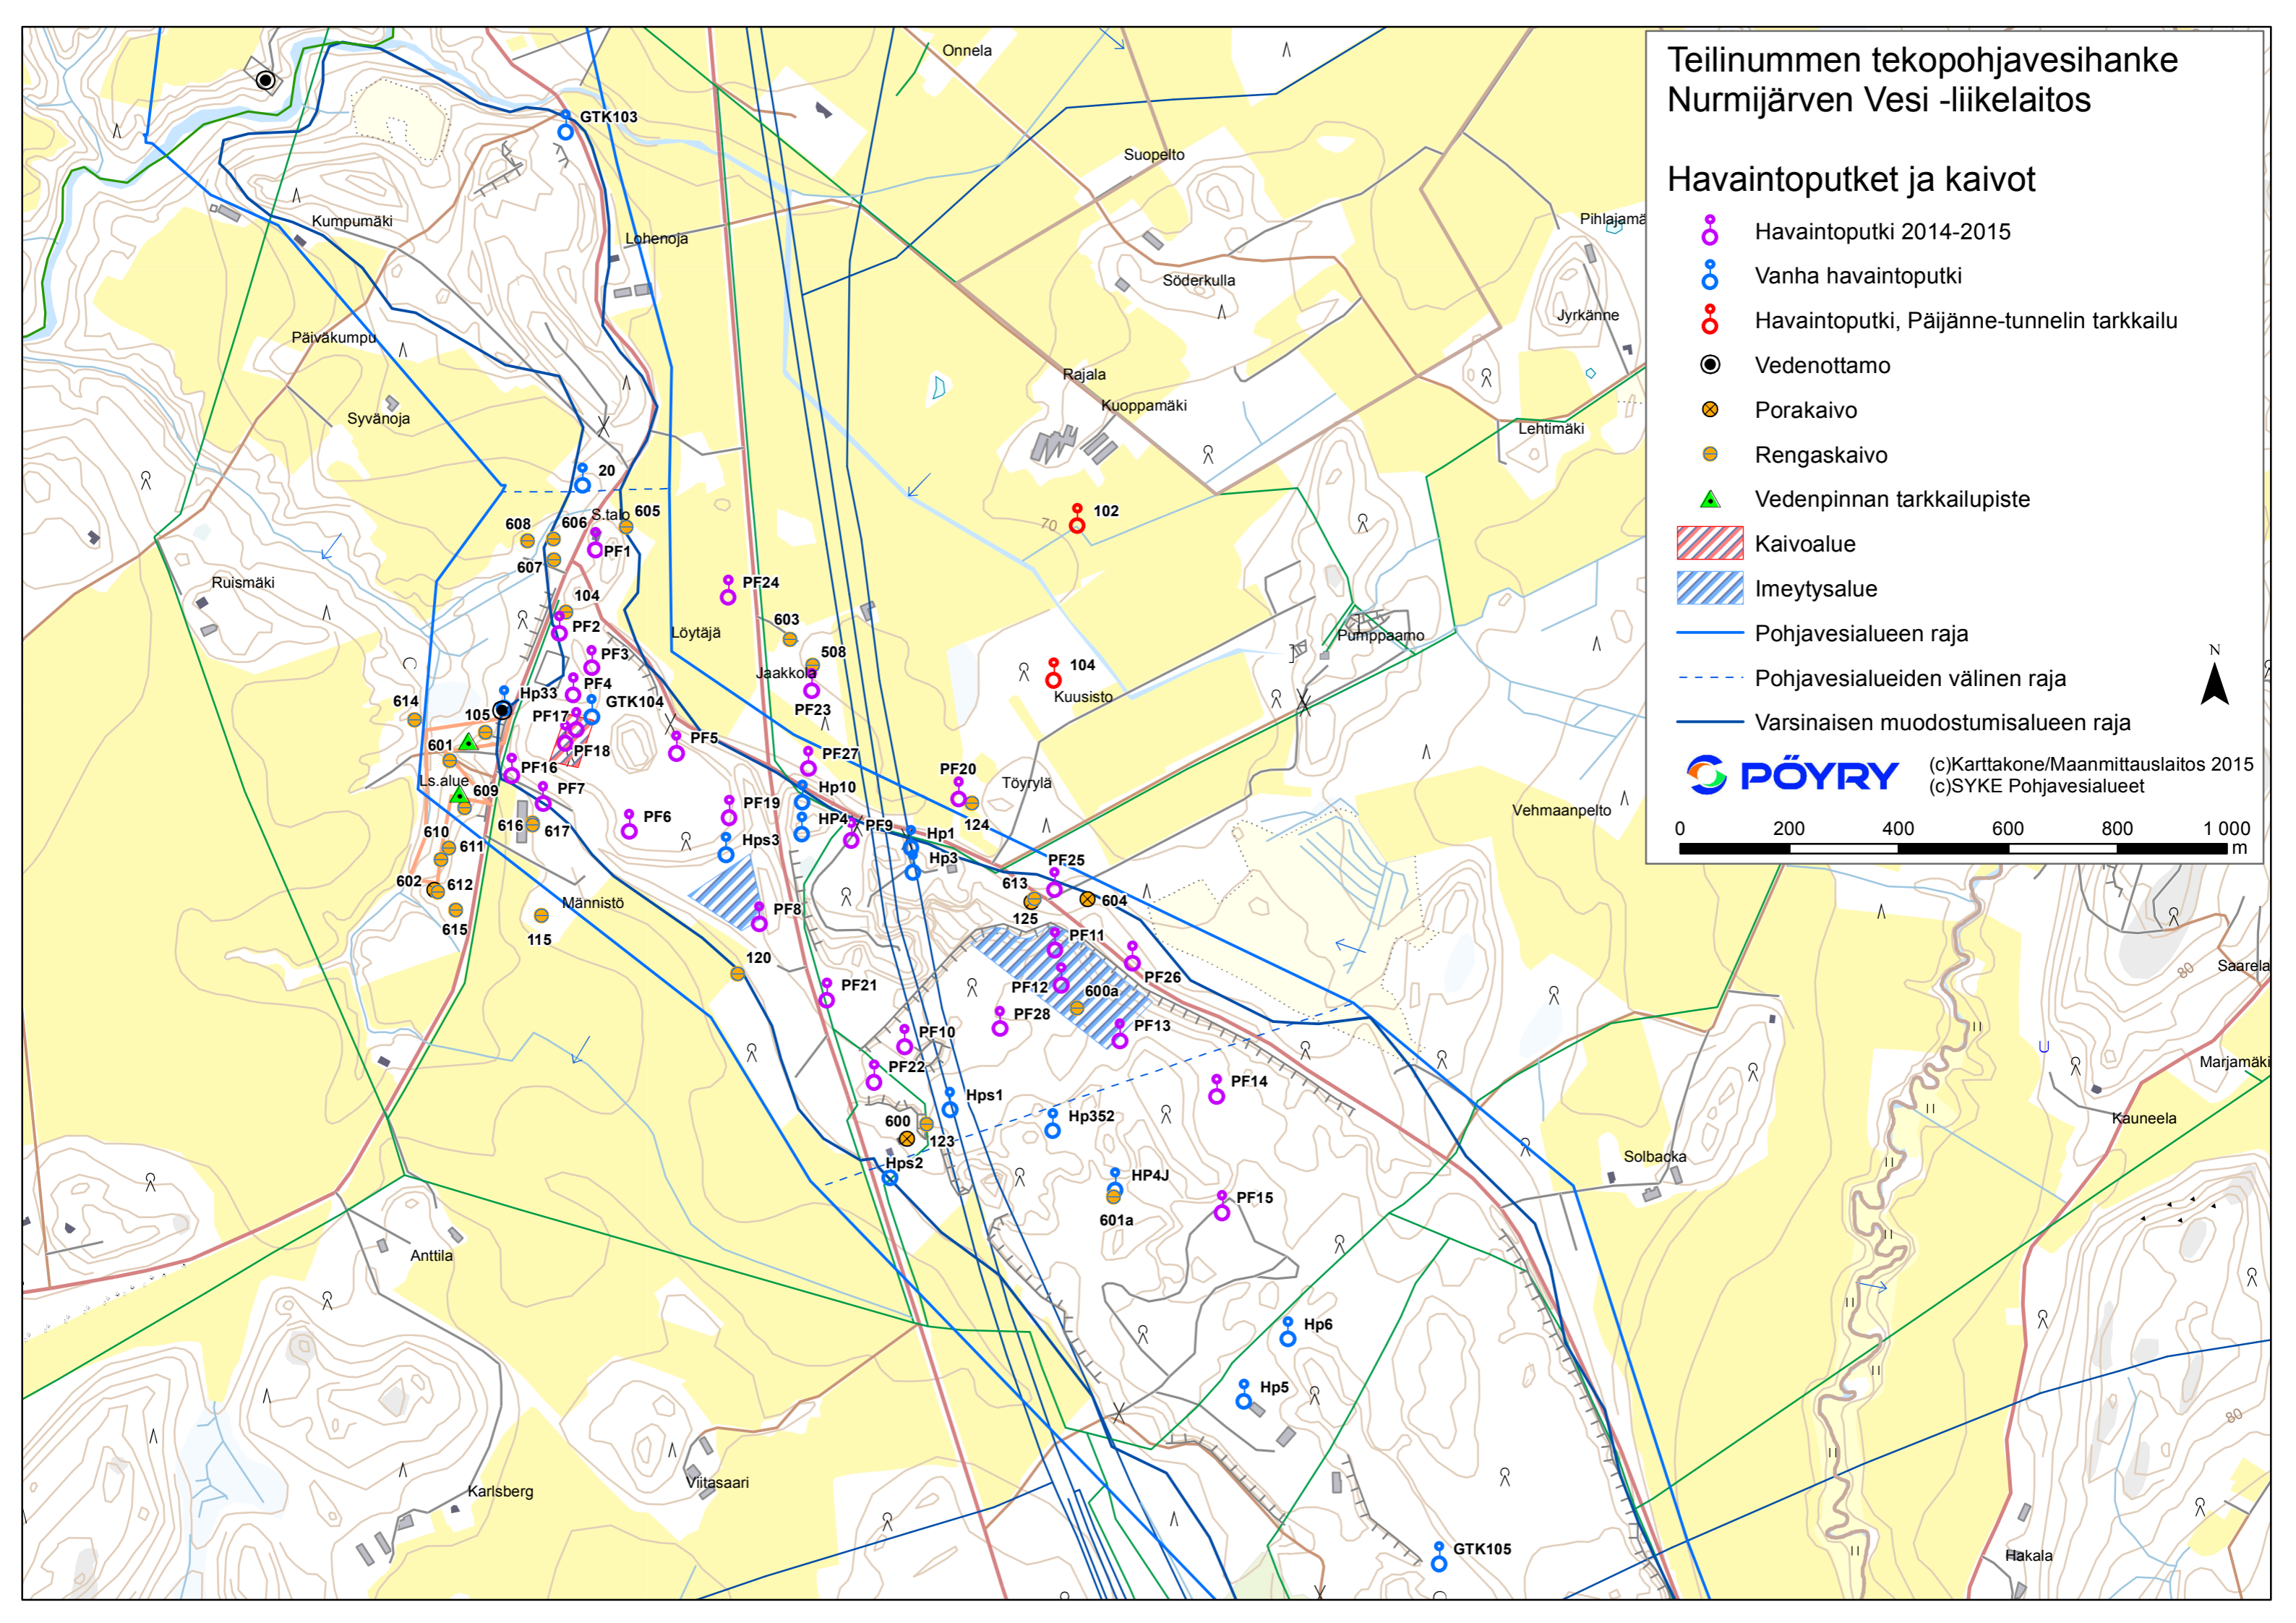 Teilinummen tekopohjavesihanke
Nurmijärven Vesi -liikelaitos
Havaintoputket ja kaivot
Havaintoputki 2014-2015
Vanha havaintoputki
Havaintoputki, Päijänne-tunnelin tarkkailu
Vedenottamo
Porakaivo
Rengaskaivo
Vedenpinnan tarkkailupiste
Kaivoalue
Imeytysalue
Pohjavesialueen raja
Pohjavesialueiden välinen raja
Varsinaisen muodostumisalueen raja
N
PÖYRY
(c)Karttakone/Maanmittauslaitos 2015
(c)SYKE Pohjavesialueet
0 200 400 600 800 1 000
m
Onnela
GTK103
Suopelto
Kumpumäki
Lohenoja
Pihlajamä
Söderkulla
Jyrkänne
Päiväkumpu
Rajala
Kuoppamäki
Syvänoja
Lehtimäki
20
S.talo
605
606
608
607
PF1
70
102
Ruismäki
PF24
104
PF2
603
Löytäjä
Pumppaamo
PF3
508
Jaakkola
104
Kuusisto
PF4
Hp33
GTK104
PF23
614
105
PF17
601
PF18
PF5
PF27
PF16
Ls.alue
609
PF7
PF20
Töyrylä
Hp10
PF19
PF6
HP4
PF9
124
Vehmaanpelto
610
616
617
Hps3
Hp1
611
Hp3
PF25
602
612
613
604
Männistö
PF8
125
615
115
PF11
120
PF26
Saarela
80
PF21
PF12
600a
PF28
PF13
PF10
PF22
PF14
Marjamäki
Hps1
Hp352
Kauneela
600
123
Hps2
Solbacka
HP4J
PF15
601a
Anttila
Hp6
Hp5
80
Karlsberg
Viitasaari
GTK105
Hakala